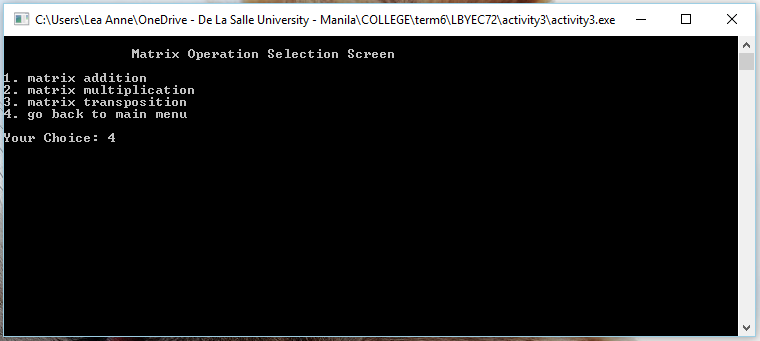 C:\Users\Lea Anne\OneDrive - De La Salle University - Manila\COLLEGE\term6\LBYEC72\activity3\activity3.exe
Matrix Operation Selection Screen
1. matrix addition
2. matrix multiplication
3. matrix transposition
4. go back to main menu
Your Choice: 4